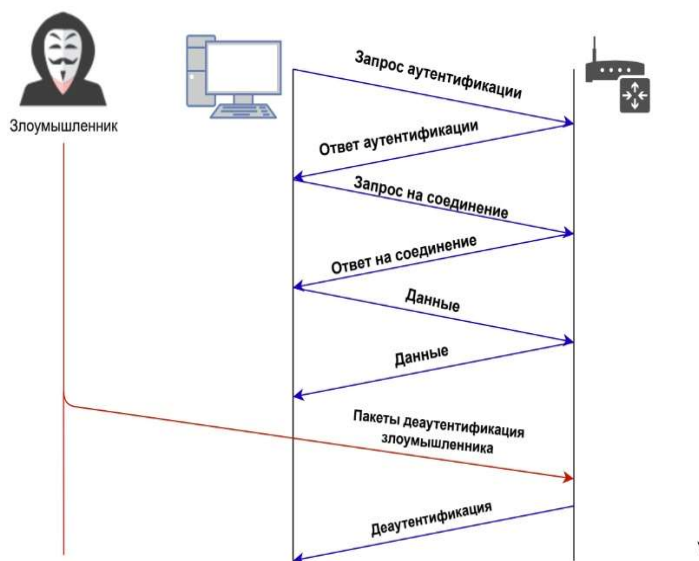 Злоумышленник
Запрос аутентификации
Ответ аутентификации
Запрос на соединение
Ответ на соединение
Данные
Данные
Пакеты деаутентификация
злоумышленника
Деаутентификация